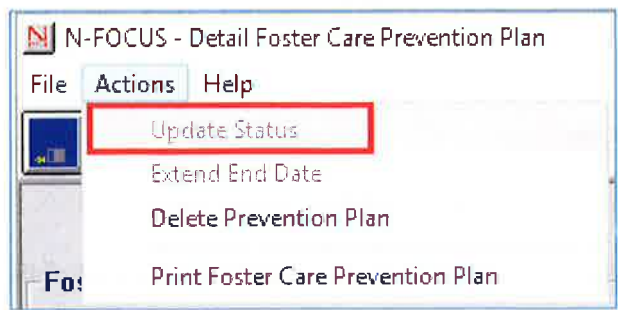 N N-FOCUS - Detail Foster Care Prevention Plan
File Actions Help
Update Status
Extend End Date
Delete Prevention Plan
Print Foster Care Prevention Plan
Fos